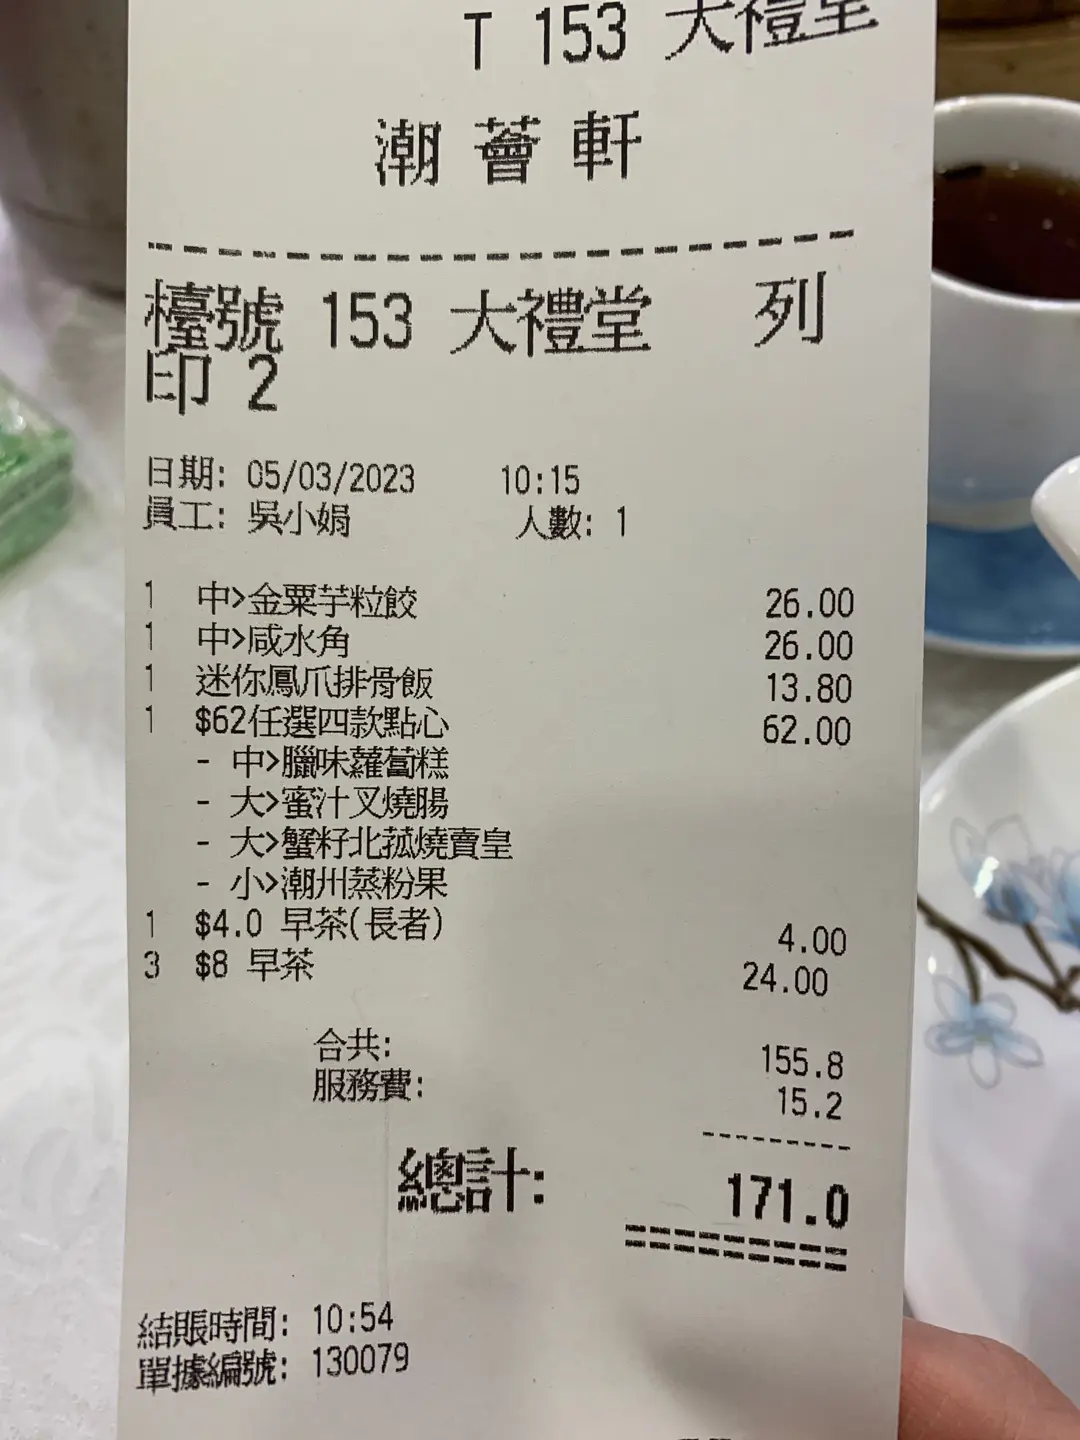 T 153 大禮堂
潮薈軒
檯號 153 大禮堂 列
印 2
日期: 05/03/2023 10:15
員工: 吳小娟 人數: 1
1 中>金粟芋粒餃 26.00
1 中>咸水角 26.00
1 迷你鳳爪排骨飯 13.80
1 $62任選四款點心 62.00
- 中>臘味蘿蔔糕
- 大>蜜汁叉燒腸
- 大>蟹籽北菰燒賣皇
- 小>潮州蒸粉果
1 $4.0 早茶(長者) 4.00
3 $8 早茶 24.00
合共: 155.8
服務費: 15.2
總計: 171.0
結賬時間: 10:54
單據編號: 130079